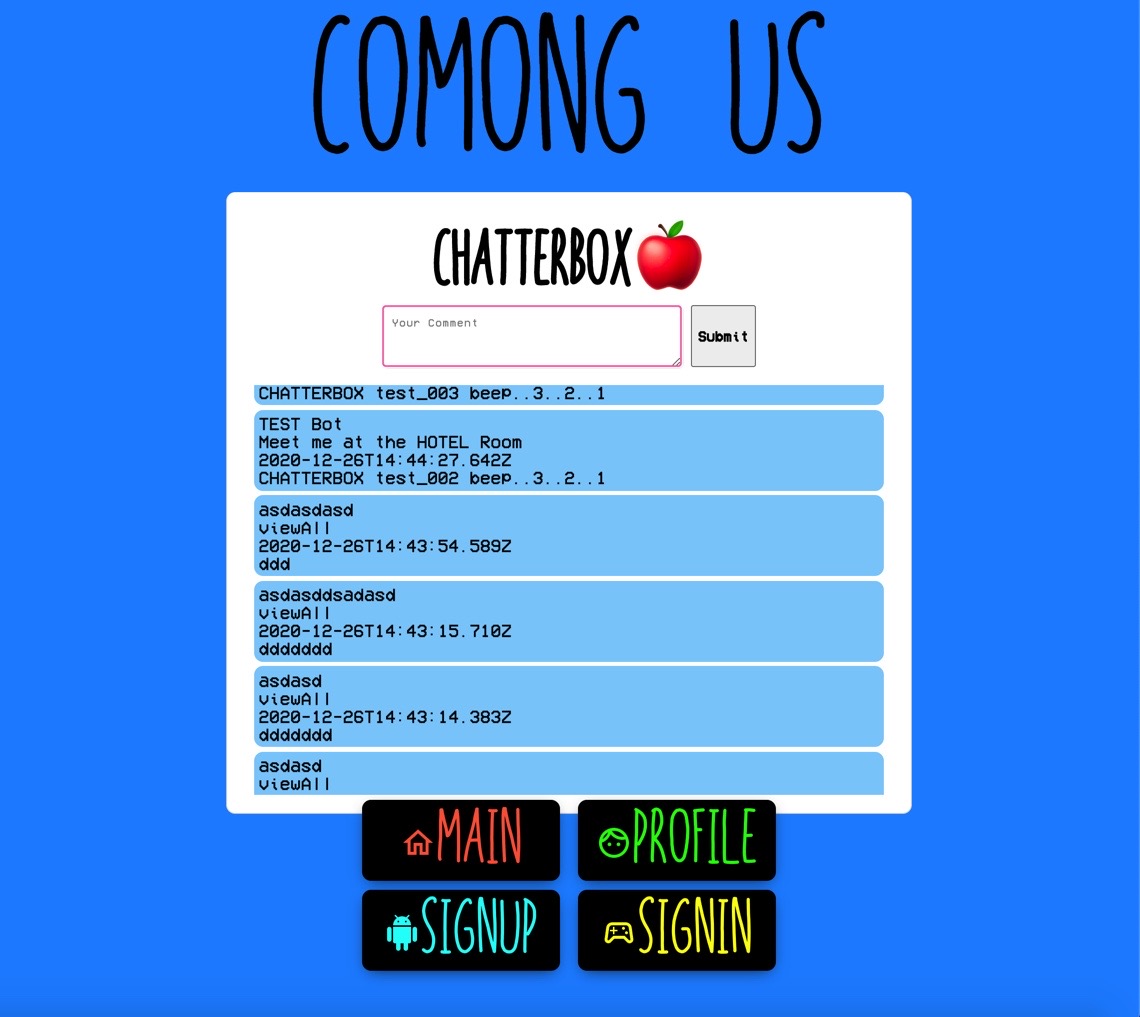 COMONG US
CHATTERBOX
Your Comment
Submit
CHATTERBOX test_003 beep..3..2..1
TEST Bot
Meet me at the HOTEL Room
2020-12-26T14:44:27.642Z
CHATTERBOX test_002 beep..3..2..1
asdasdasd
viewAll
2020-12-26T14:43:54.589Z
ddd
asdasddsadasd
viewAll
2020-12-26T14:43:15.710Z
ddddddd
asdasd
viewAll
2020-12-26T14:43:14.383Z
ddddddd
asdasd
viewAll
MAIN
PROFILE
SIGNUP
SIGNIN